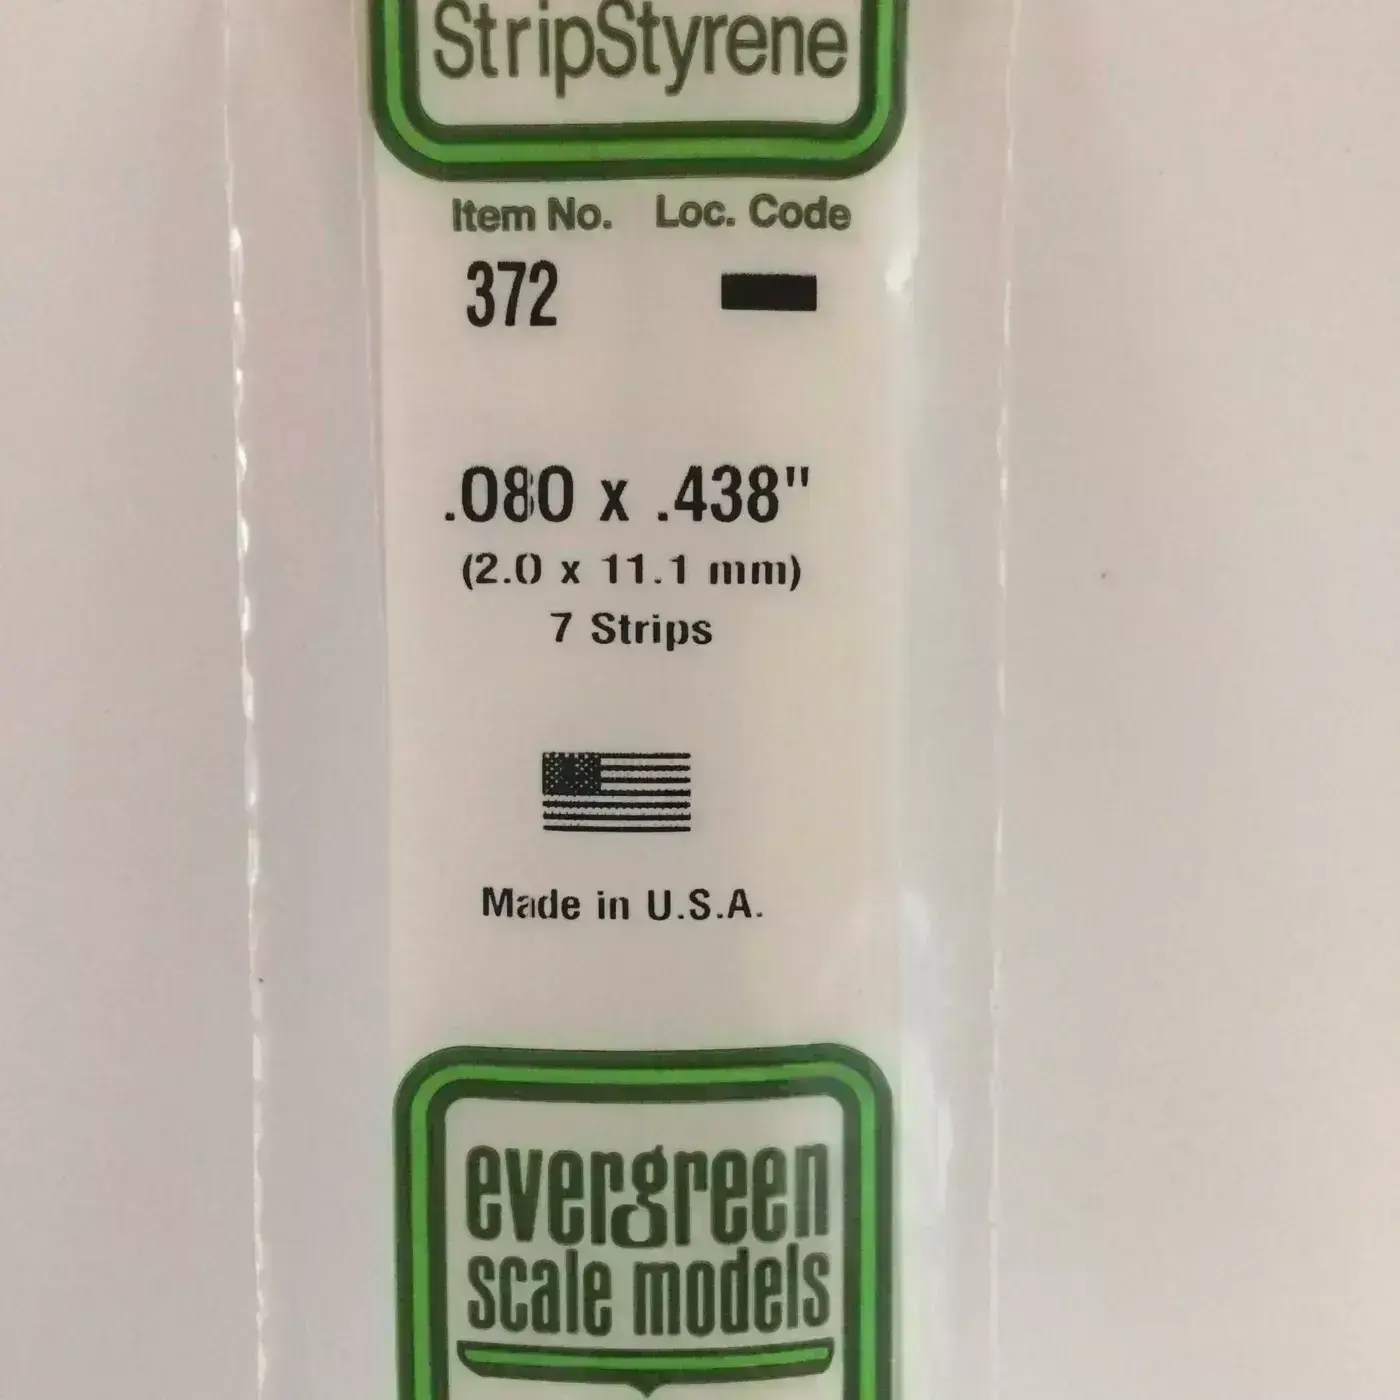 StripStyrene
Item No. Loc. Code
372
.080 x .438"
(2.0 x 11.1 mm)
7 Strips
Made in U.S.A.
evergreen
scale models